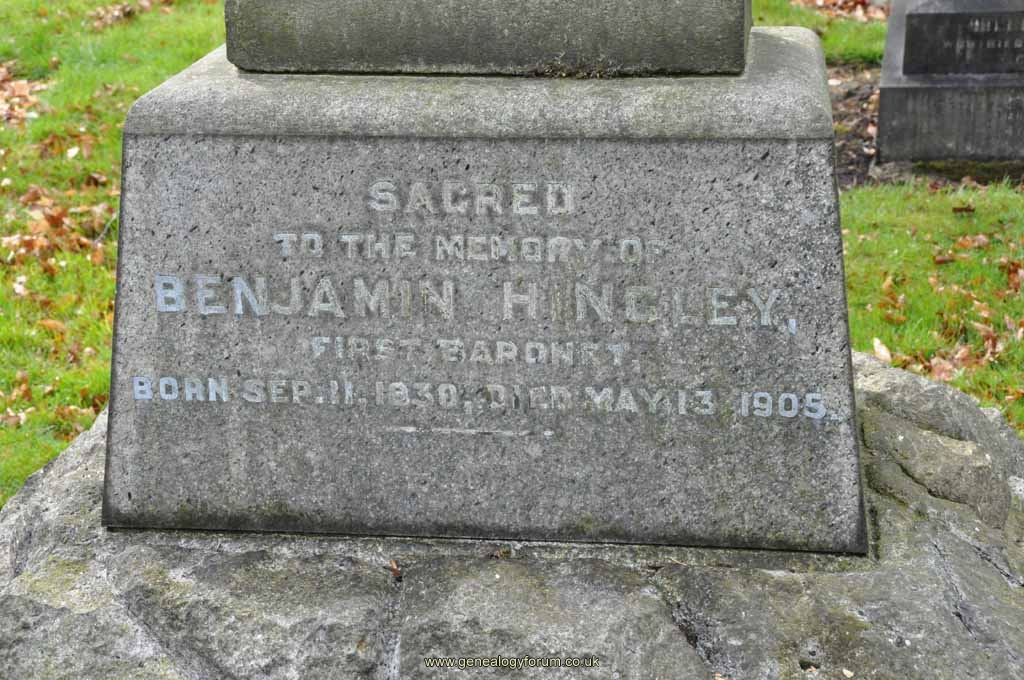 SACRED
TO THE MEMORY OF
BENJAMIN HINGLEY,
FIRST BARONET,
BORN SEP. 11. 1830, DIED MAY 13 1905.
www.genealogyforum.co.uk